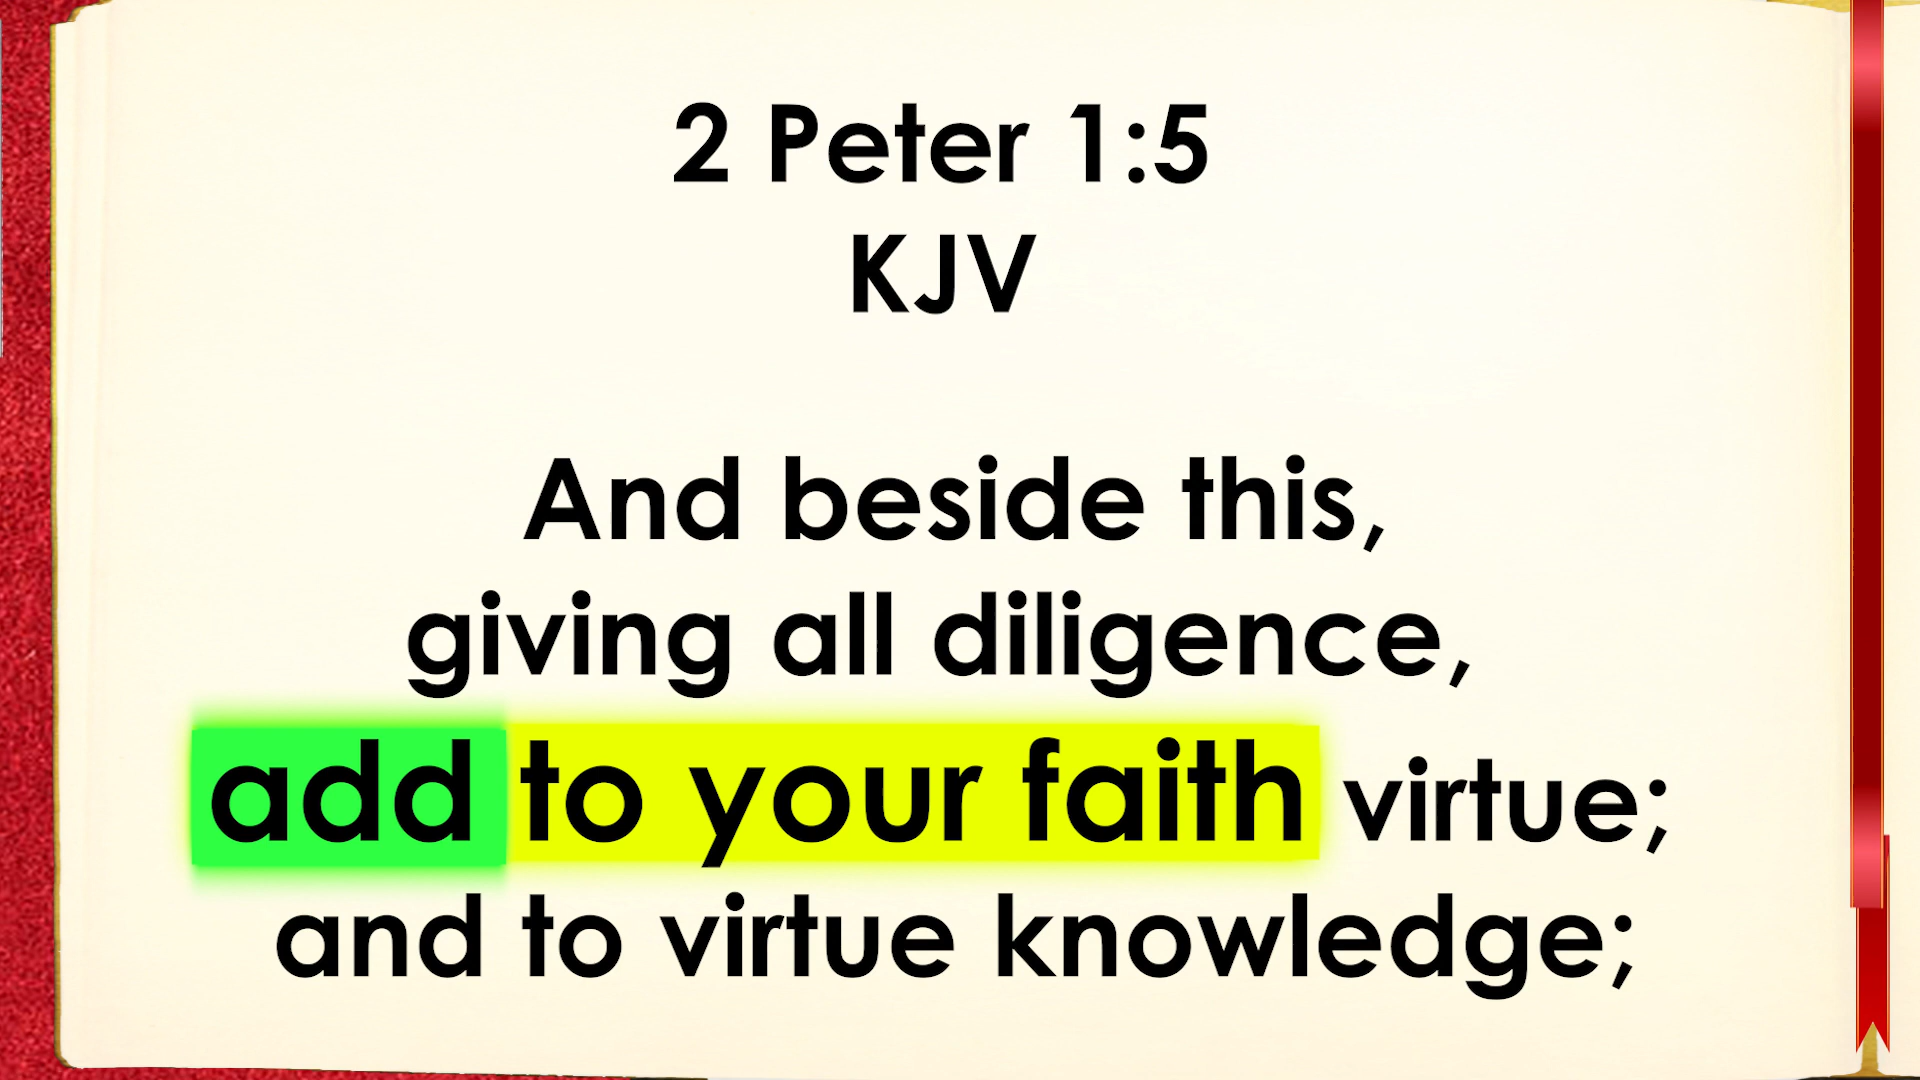 2 Peter 1:5
KJV
And beside this,
giving all diligence,
add to your faith virtue;
and to virtue knowledge;